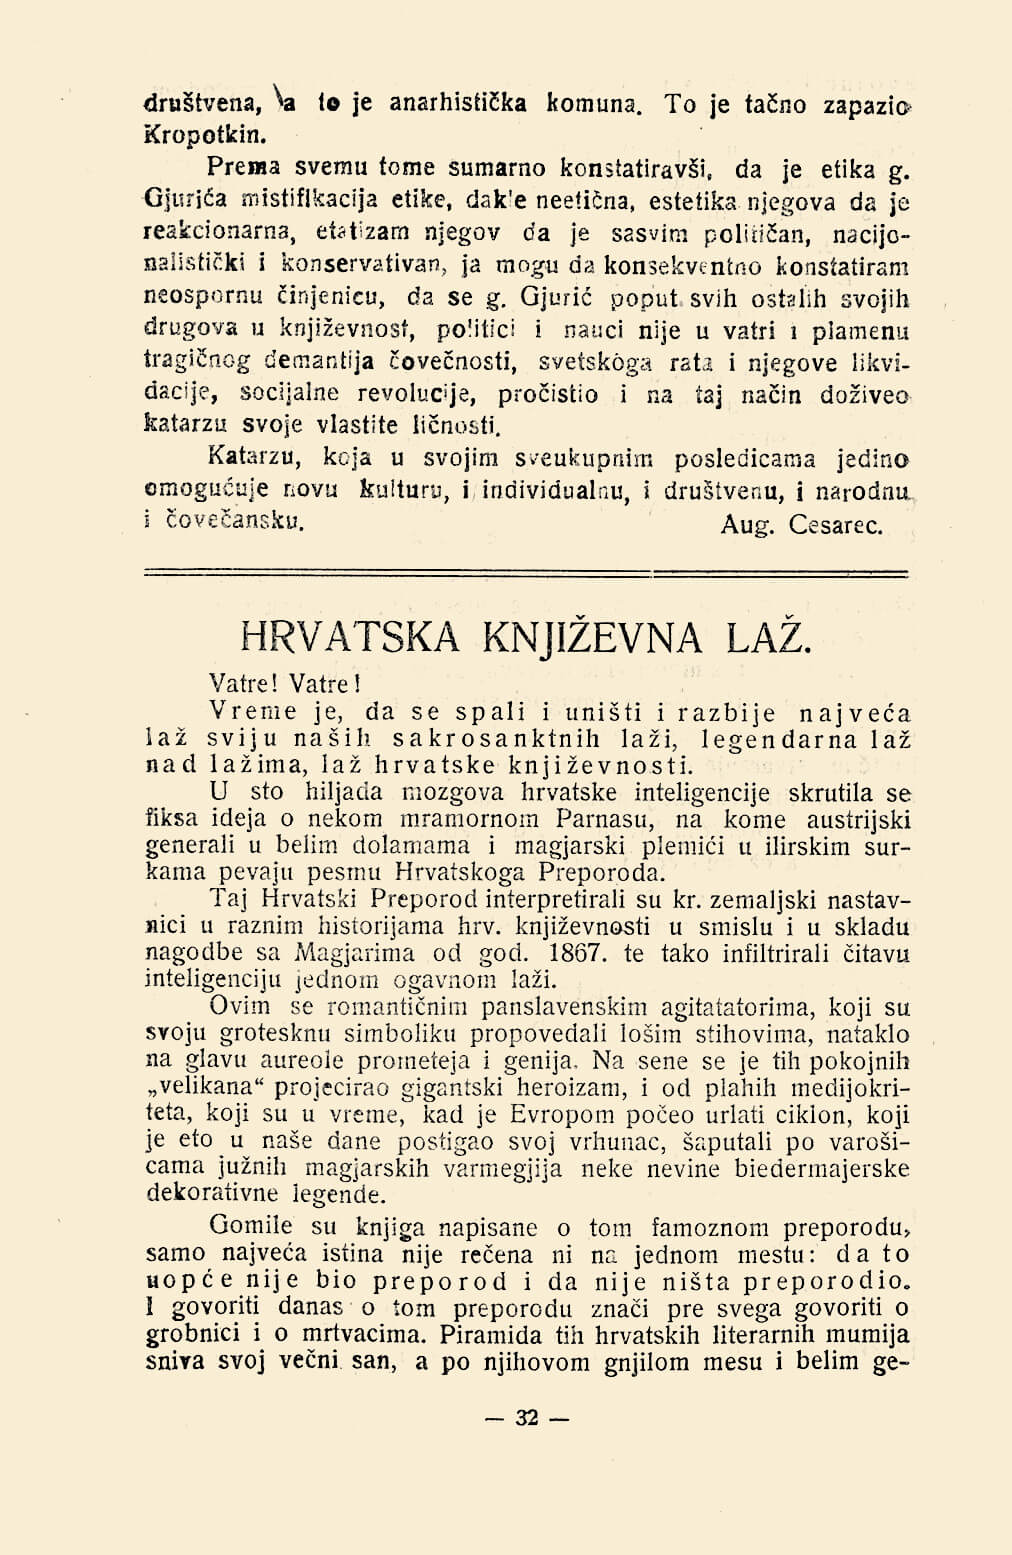 društvena, a to je anarhistička komuna. To je tačno zapazio
Kropotkin.
Prema svemu tome sumarno konstatiravši, da je etika g.
Gjurića mistifikacija etike, dakle neetična, estetika njegova da je
reakcionarna, etatizam njegov da je sasvim političan, nacijo-
nalistički i konservativan, ja mogu da konsekventno konstatiram
neospornu činjenicu, da se g. Gjurić poput svih ostalih svojih
drugova u književnost, politici i nauci nije u vatri i plamenu
tragičnog demantija čovečnosti, svetskoga rata i njegove likvi-
dacije, socijalne revolucije, pročistio i na taj način doživeo
katarzu svoje vlastite ličnosti.
Katarzu, koja u svojim sveukupnim posledicama jedino
omogućuje novu kulturu, i individualnu, i društvenu, i narodnu
i čovečansku.
Aug. Cesarec.
HRVATSKA KNJIŽEVNA LAŽ.
Vatre! Vatre!
Vreme je, da se spali i uništi i razbije najveća
laž sviju naših sakrosanktnih laži, legendarna laž
nad lažima, laž hrvatske književnosti.
U sto hiljada mozgova hrvatske inteligencije skrutila se
fiksa ideja o nekom mramornom Parnasu, na kome austrijski
generali u belim dolamama i magjarski plemići u ilirskim sur-
kama pevaju pesmu Hrvatskoga Preporoda.
Taj Hrvatski Preporod interpretirali su kr. zemaljski nastav-
nici u raznim historijama hrv. književnosti u smislu i u skladu
nagodbe sa Magjarima od god. 1867. te tako infiltrirali čitavu
inteligenciju jednom ogavnom laži.
Ovim se romantičnim panslavenskim agitatatorima, koji su
svoju grotesknu simboliku propovedali lošim stihovima, nataklo
na glavu aureole prometeja i genija. Na sene se je tih pokojnih
„velikana“ projecirao gigantski heroizam, i od plahih medijokri-
teta, koji su u vreme, kad je Evropom počeo urlati ciklon, koji
je eto u naše dane postigao svoj vrhunac, šaputali po varoši-
cama južnih magjarskih varmegjija neke nevine biedermajerske
dekorativne legende.
Gomile su knjiga napisane o tom famoznom preporodu,
samo najveća istina nije rečena ni na jednom mestu: da to
uopće nije bio preporod i da nije ništa preporodio.
I govoriti danas o tom preporodu znači pre svega govoriti o
grobnici i o mrtvacima. Piramida tih hrvatskih literarnih mumija
sniva svoj večni san, a po njihovom gnjilom mesu i belim ge-
— 32 —